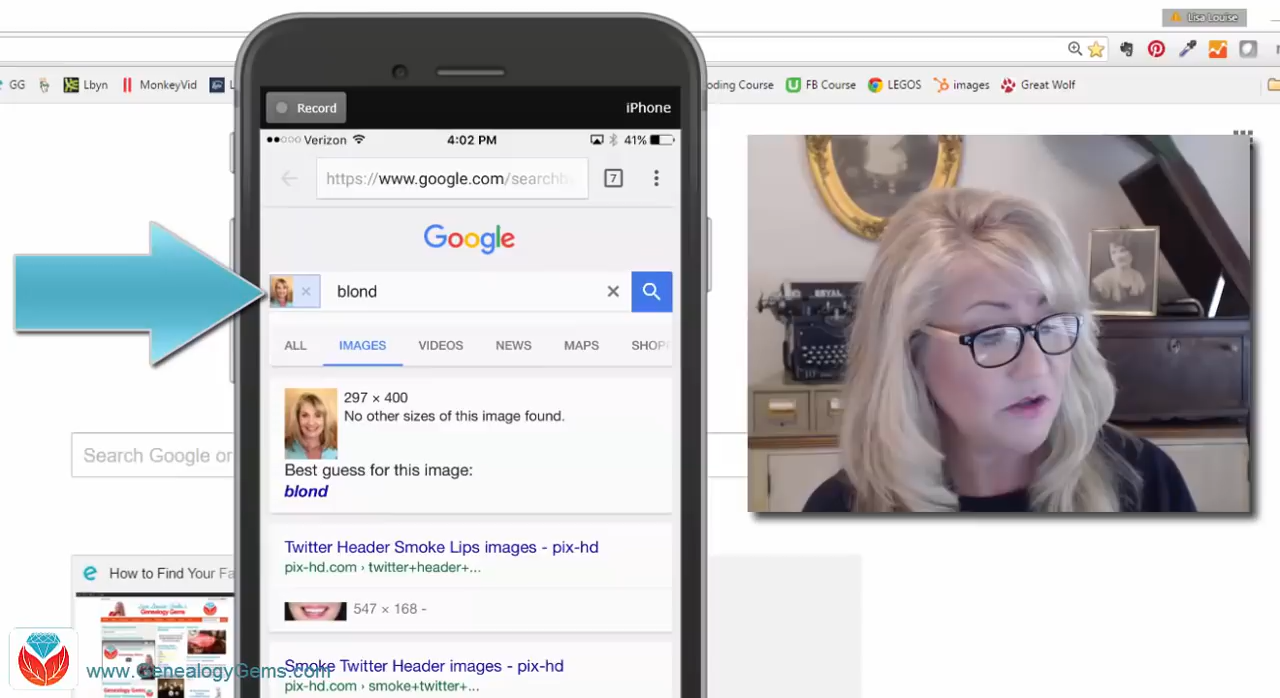 Lisa Louise
GG
Lbyn
MonkeyVid
oding Course
FB Course
LEGOS
images
Great Wolf
Record
iPhone
Verizon
4:02 PM
41%
https://www.google.com/searchb
7
Google
blond
ALL
IMAGES
VIDEOS
NEWS
MAPS
SHOP
297 × 400
No other sizes of this image found.
Best guess for this image:
blond
Search Google or
Twitter Header Smoke Lips images - pix-hd
pix-hd.com › twitter+header+...
How to Find Your Fa
547 × 168 -
Smoke Twitter Header images - pix-hd
pix-hd.com › smoke+twitter+...
www.GenealogyGems.com
ROYAL